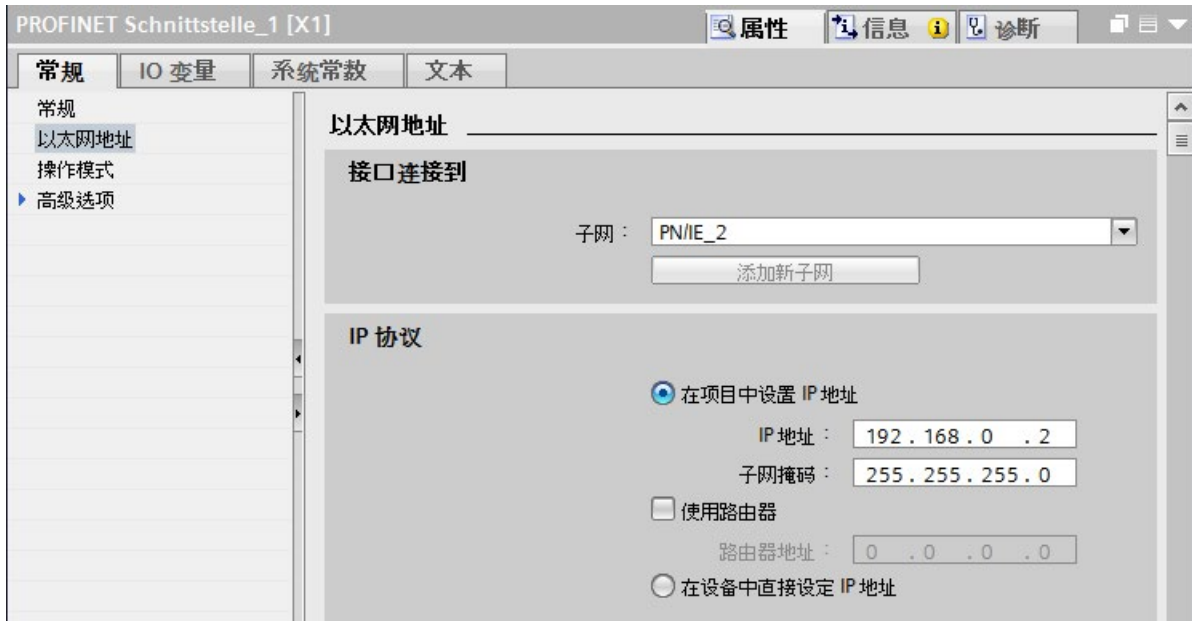 PROFINET Schnittstelle_1 [X1] 属性 信息 诊断
常规 IO 变量 系统常数 文本
常规
以太网地址
操作模式
高级选项
以太网地址
接口连接到
子网： PN/IE_2
添加新子网
IP 协议
在项目中设置 IP 地址
IP 地址： 192 . 168 . 0 . 2
子网掩码： 255 . 255 . 255 . 0
使用路由器
路由器地址： 0 . 0 . 0 . 0
在设备中直接设定 IP 地址